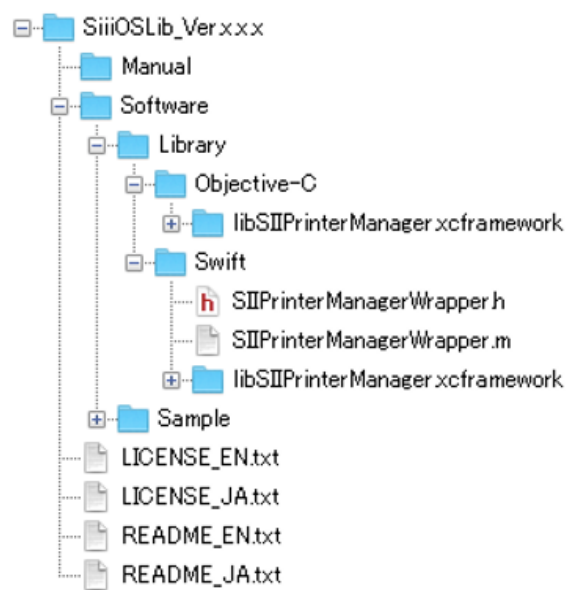 SiiiOSLib_Verxxx
Manual
Software
Library
Objective-C
libSIIPrinterManager.xcframework
Swift
h SIIPrinterManagerWrapper.h
SIIPrinterManagerWrapper.m
libSIIPrinterManager.xcframework
Sample
LICENSE_EN.txt
LICENSE_JA.txt
README_EN.txt
README_JA.txt